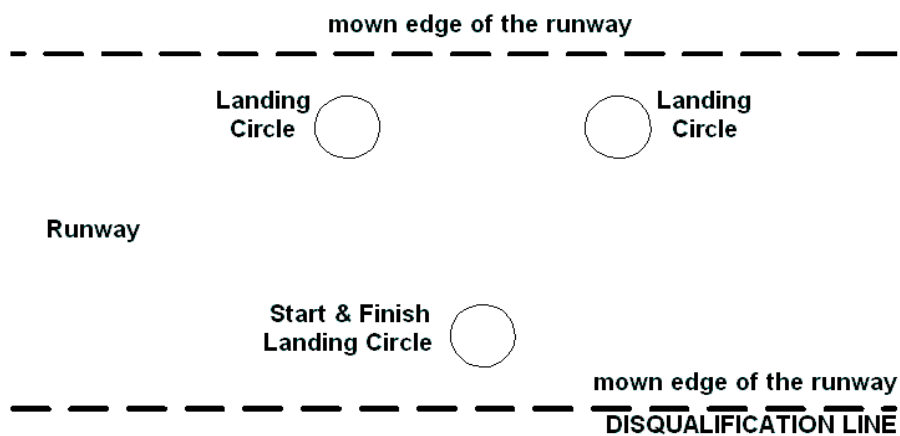 mown edge of the runway
Landing
Circle
Landing
Circle
Runway
Start & Finish
Landing Circle
mown edge of the runway
DISQUALIFICATION LINE